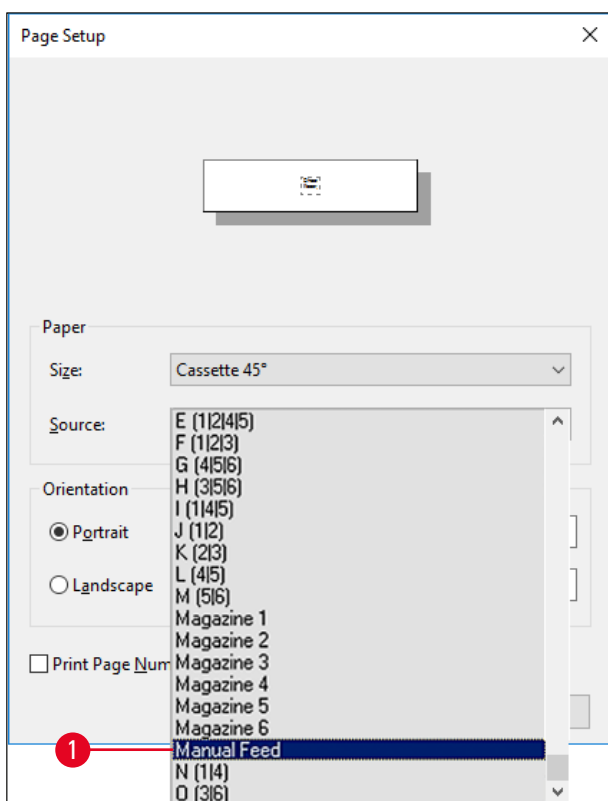 Page Setup
Paper
Size:
Cassette 45°
Source:
E (1|2|4|5)
F (1|2|3)
G (4|5|6)
H (3|5|6)
I (1|4|5)
J (1|2)
K (2|3)
L (4|5)
M (5|6)
Magazine 1
Magazine 2
Magazine 3
Magazine 4
Magazine 5
Magazine 6
Manual Feed
N (1|4)
O (3|6)
Orientation
Portrait
Landscape
Print Page Num
1